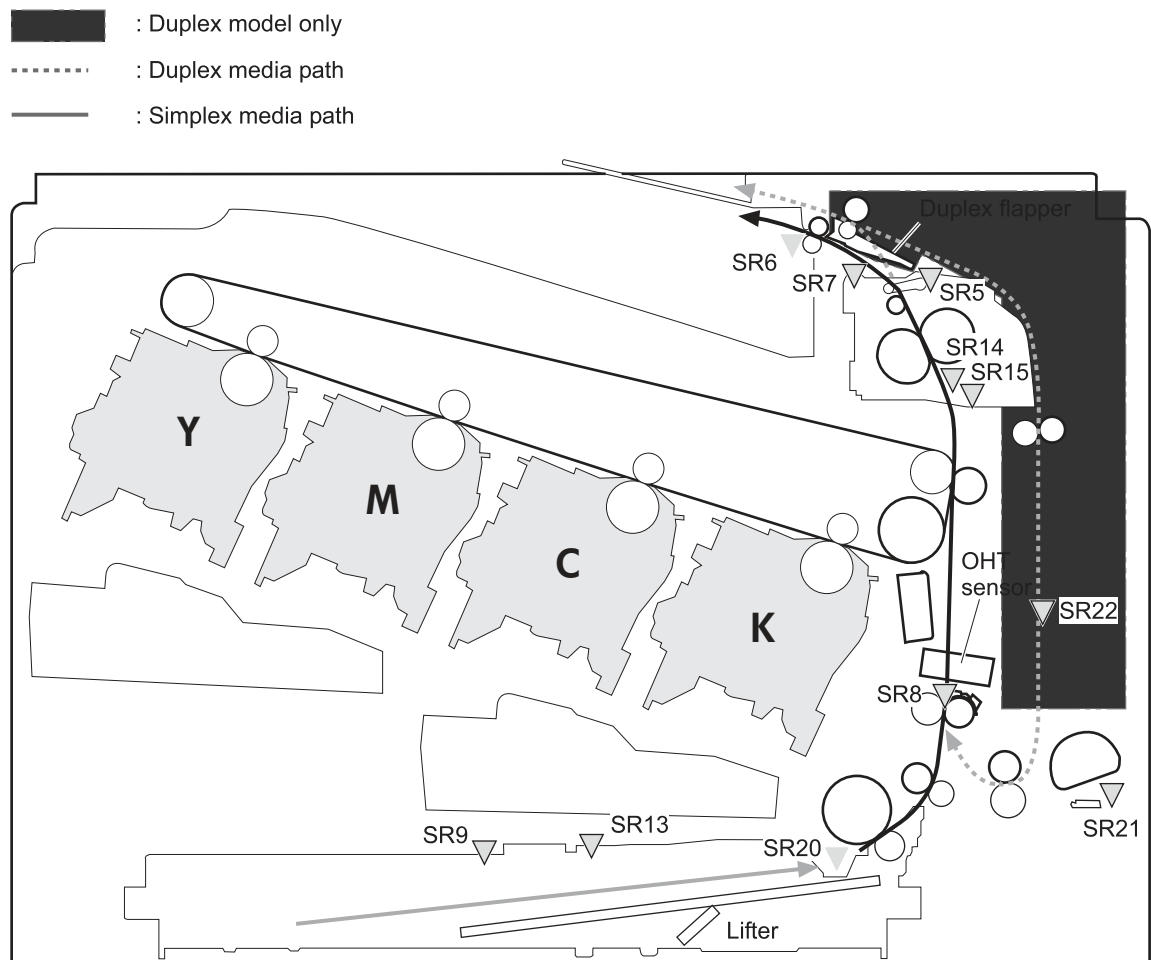 : Duplex model only
: Duplex media path
: Simplex media path
Duplex flapper
SR6
SR7
SR5
SR14
SR15
Y
M
C
K
OHT
sensor
SR22
SR8
SR21
SR9
SR13
SR20
Lifter